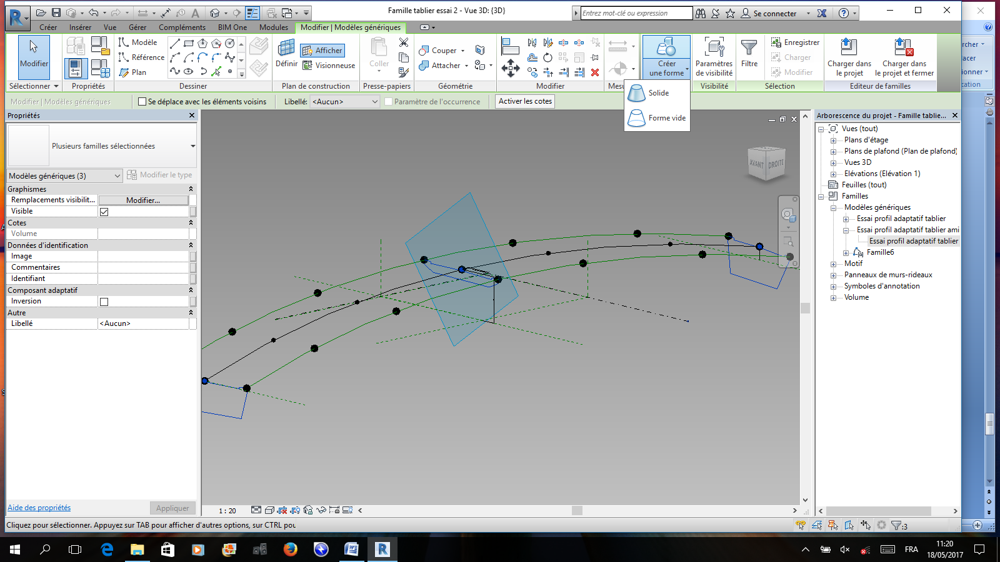 Famille tablier essai 2 - Vue 3D: {3D}
Entrez mot-clé ou expression
Se connecter
Créer Insérer Vue Gérer Compléments BIM One Modules Modifier | Modèles génériques
Modifier
Modèle
Référence
Plan
Définir
Afficher
Visionneuse
Coller
Couper
Attacher
Créer
une forme
Paramètres
de visibilité
Filtre
Enregistrer
Charger
Modifier
Charger dans
le projet
Charger dans
le projet et fermer
Sélectionner Propriétés Dessiner Plan de construction Presse-papiers Géométrie Modifier Mesu Visibilité Sélection Editeur de familles
Solide
Forme vide
Modifier | Modèles génériques Se déplace avec les éléments voisins Libellé: <Aucun> Paramètre de l'occurrence Activer les cotes
Propriétés
Plusieurs familles sélectionnées
Modèles génériques (3) Modifier le type
Graphismes
Remplacements visibilit... Modifier...
Visible
Cotes
Volume
Données d'identification
Image
Commentaires
Identifiant
Composant adaptatif
Inversion
Autre
Libellé <Aucun>
Aide des propriétés Appliquer
AVANT DROITE
1 : 20
Arborescence du projet - Famille tablie...
Vues (tout)
Plans d'étage
Plans de plafond (Plan de plafond)
Vues 3D
Elévations (Elévation 1)
Feuilles (tout)
Familles
Modèles génériques
Essai profil adaptatif tablier
Essai profil adaptatif tablier ami
Essai profil adaptatif tablier
Famille6
Motif
Panneaux de murs-rideaux
Symboles d'annotation
Volume
rcher
lacer
ionner
cation
Cliquez pour sélectionner. Appuyez sur TAB pour afficher d'autres options, sur CTRL pou
:3
FRA
11:20
18/05/2017